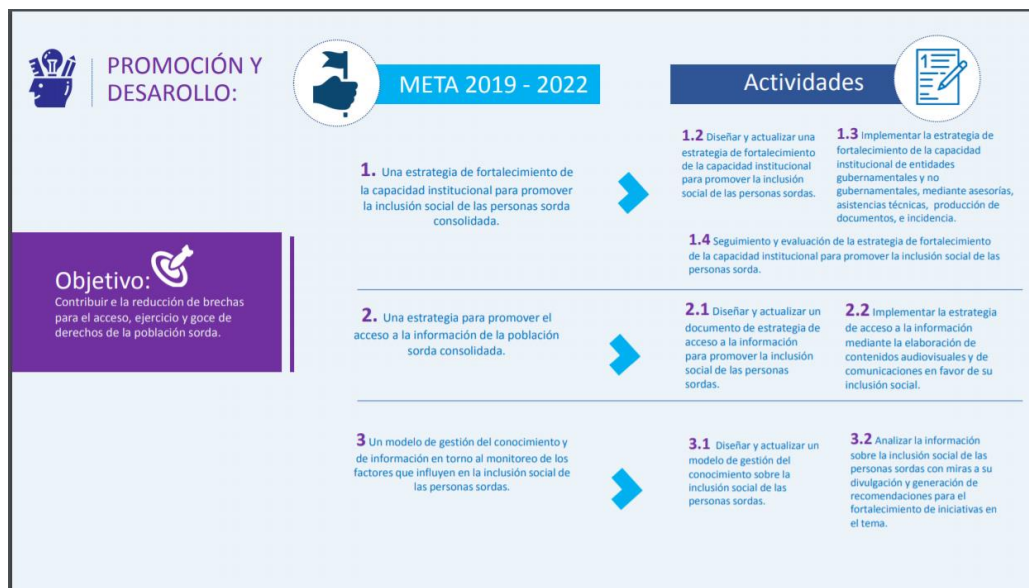 PROMOCIÓN Y
DESAROLLO:
META 2019 - 2022
Actividades
Objetivo:
Contribuir e la reducción de brechas
para el acceso, ejercicio y goce de
derechos de la población sorda.
1. Una estrategia de fortalecimiento de
la capacidad institucional para promover
la inclusión social de las personas sorda
consolidada.
1.2 Diseñar y actualizar una
estrategia de fortalecimiento
de la capacidad institucional
para promover la inclusión
social de las personas sordas.
1.3 Implementar la estrategia de
fortalecimiento de la capacidad
institucional de entidades
gubernamentales y no
gubernamentales, mediante asesorías,
asistencias técnicas, producción de
documentos, e incidencia.
1.4 Seguimiento y evaluación de la estrategia de fortalecimiento
de la capacidad institucional para promover la inclusión social de las
personas sorda.
2. Una estrategia para promover el
acceso a la información de la población
sorda consolidada.
2.1 Diseñar y actualizar un
documento de estrategia de
acceso a la información
para promover la inclusión
social de las personas
sordas.
2.2 Implementar la estrategia
de acceso a la información
mediante la elaboración de
contenidos audiovisuales y de
comunicaciones en favor de su
inclusión social.
3 Un modelo de gestión del conocimiento y
de información en torno al monitoreo de los
factores que influyen en la inclusión social de
las personas sordas.
3.1 Diseñar y actualizar un
modelo de gestión del
conocimiento sobre la
inclusión social de las
personas sordas.
3.2 Analizar la información
sobre la inclusión social de las
personas sordas con miras a su
divulgación y generación de
recomendaciones para el
fortalecimiento de iniciativas en
el tema.